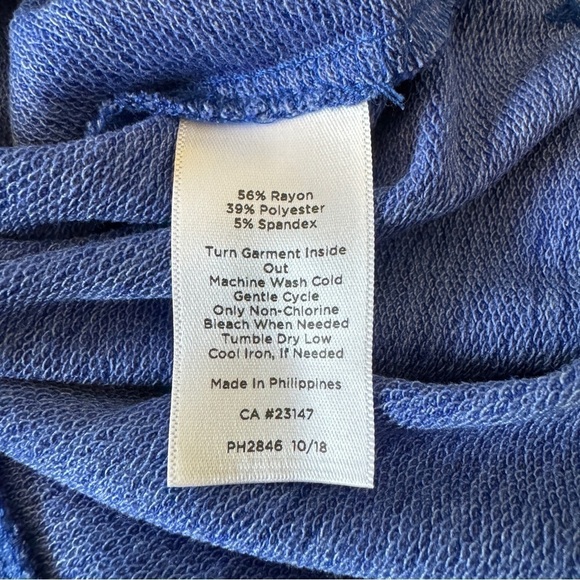 56% Rayon
39% Polyester
5% Spandex
Turn Garment Inside
Out
Machine Wash Cold
Gentle Cycle
Only Non-Chlorine
Bleach When Needed
Tumble Dry Low
Cool Iron, If Needed
Made In Philippines
CA #23147
PH2846 10/18